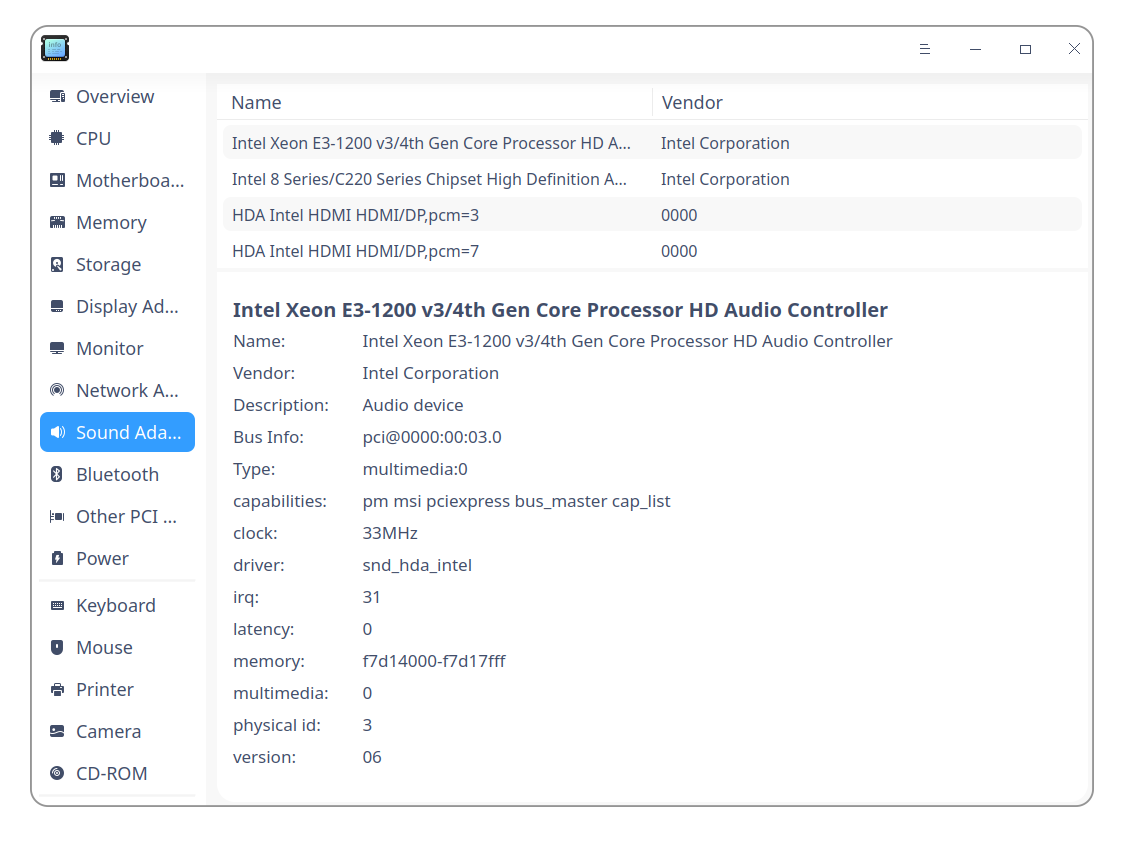 info
Overview
CPU
Motherboa...
Memory
Storage
Display Ad...
Monitor
Network A...
Sound Ada...
Bluetooth
Other PCI ...
Power
Keyboard
Mouse
Printer
Camera
CD-ROM
Name Vendor
Intel Xeon E3-1200 v3/4th Gen Core Processor HD A... Intel Corporation
Intel 8 Series/C220 Series Chipset High Definition A... Intel Corporation
HDA Intel HDMI HDMI/DP,pcm=3 0000
HDA Intel HDMI HDMI/DP,pcm=7 0000
Intel Xeon E3-1200 v3/4th Gen Core Processor HD Audio Controller
Name: Intel Xeon E3-1200 v3/4th Gen Core Processor HD Audio Controller
Vendor: Intel Corporation
Description: Audio device
Bus Info: pci@0000:00:03.0
Type: multimedia:0
capabilities: pm msi pciexpress bus_master cap_list
clock: 33MHz
driver: snd_hda_intel
irq: 31
latency: 0
memory: f7d14000-f7d17fff
multimedia: 0
physical id: 3
version: 06